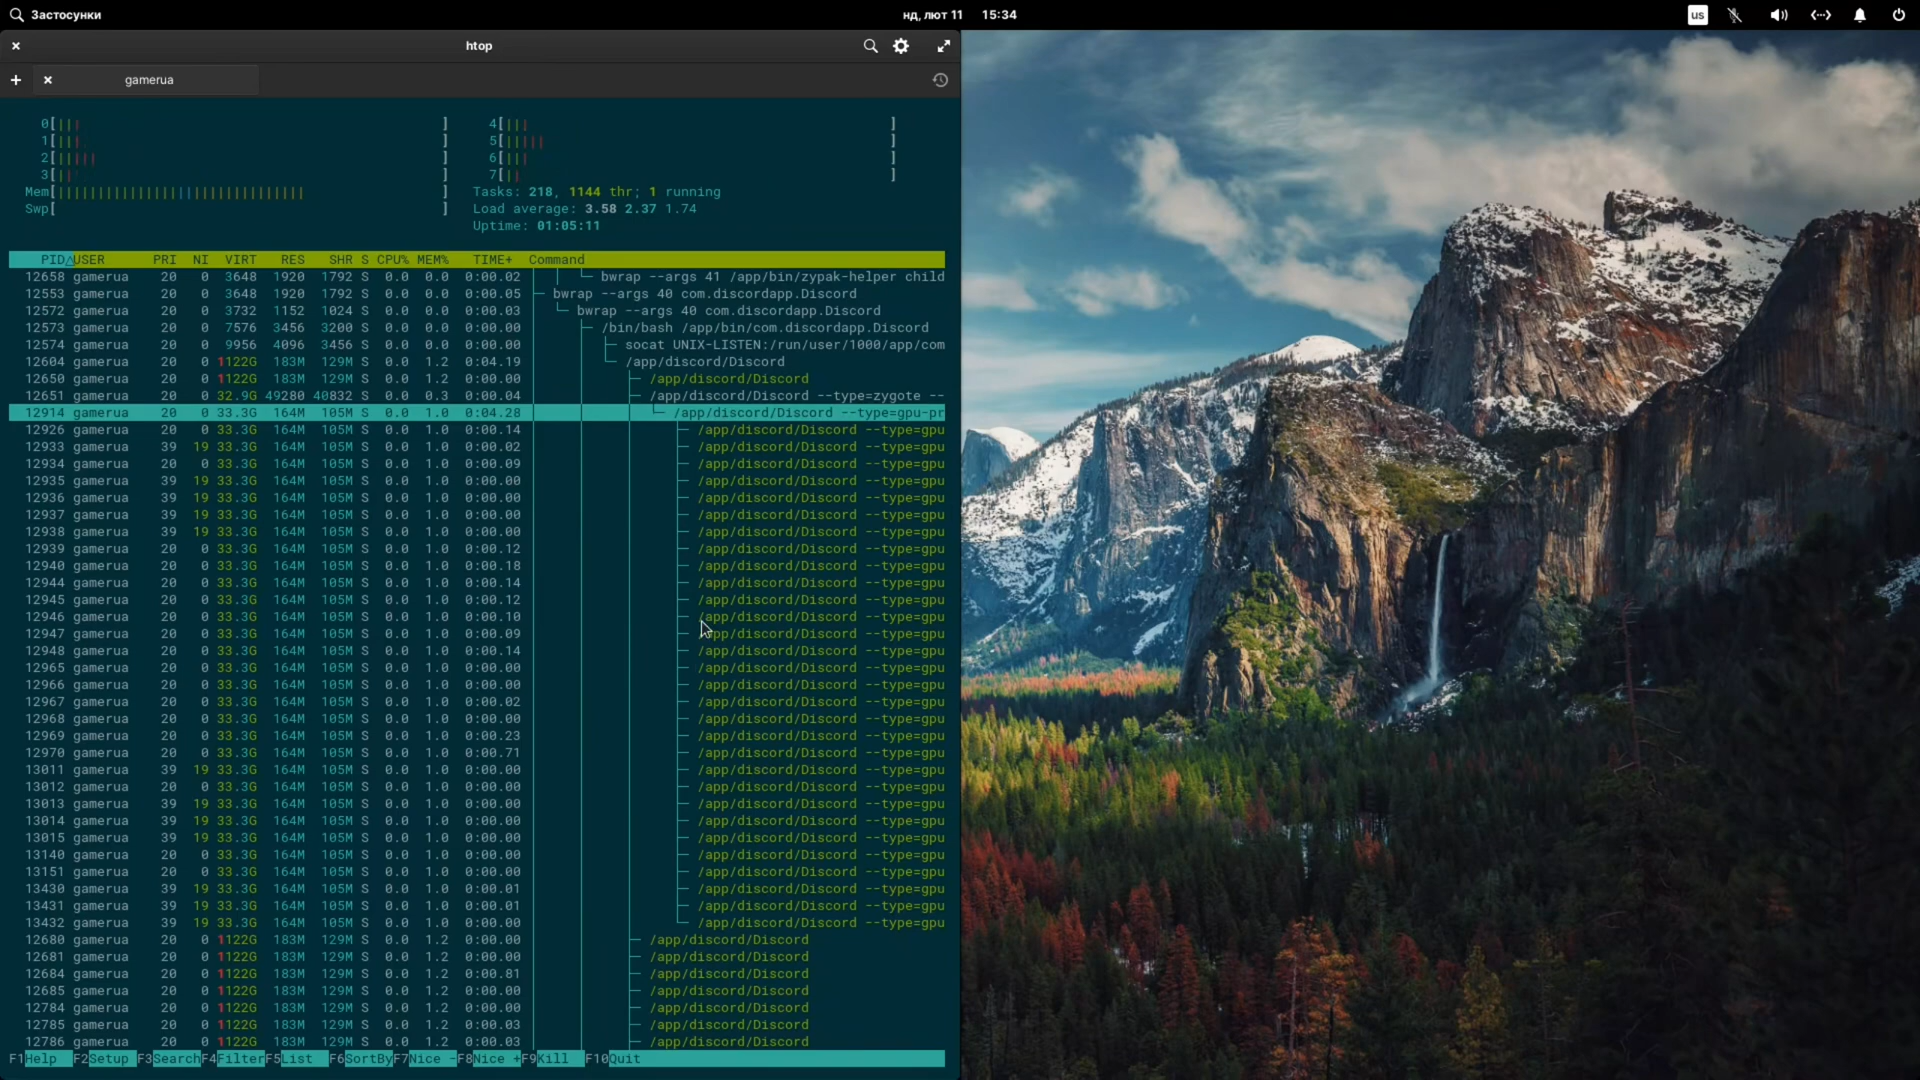 Застосунки
нд, лют 11 15:34
us
htop
gamerua
0[||| ] 4[||| ]
1[||| ] 5[||||| ]
2[||||| ] 6[||| ]
3[|| ] 7[|| ]
Mem[||||||||||||||||||||||||||||||| ] Tasks: 218, 1144 thr; 1 running
Swp[ ] Load average: 3.58 2.37 1.74
Uptime: 01:05:11
PID△USER PRI NI VIRT RES SHR S CPU% MEM% TIME+ Command
12658 gamerua 20 0 3648 1920 1792 S 0.0 0.0 0:00.02 bwrap --args 41 /app/bin/zypak-helper child
12553 gamerua 20 0 3648 1920 1792 S 0.0 0.0 0:00.05 bwrap --args 40 com.discordapp.Discord
12572 gamerua 20 0 3732 1152 1024 S 0.0 0.0 0:00.03 bwrap --args 40 com.discordapp.Discord
12573 gamerua 20 0 7576 3456 3200 S 0.0 0.0 0:00.00 /bin/bash /app/bin/com.discordapp.Discord
12574 gamerua 20 0 9956 4096 3456 S 0.0 0.0 0:00.00 socat UNIX-LISTEN:/run/user/1000/app/com
12604 gamerua 20 0 1122G 183M 129M S 0.0 1.2 0:04.19 /app/discord/Discord
12650 gamerua 20 0 1122G 183M 129M S 0.0 1.2 0:00.00 /app/discord/Discord
12651 gamerua 20 0 32.9G 49280 40832 S 0.0 0.3 0:00.04 /app/discord/Discord --type=zygote --
12914 gamerua 20 0 33.3G 164M 105M S 0.0 1.0 0:04.28 /app/discord/Discord --type=gpu-pr
12926 gamerua 20 0 33.3G 164M 105M S 0.0 1.0 0:00.14 /app/discord/Discord --type=gpu
12933 gamerua 39 19 33.3G 164M 105M S 0.0 1.0 0:00.02 /app/discord/Discord --type=gpu
12934 gamerua 20 0 33.3G 164M 105M S 0.0 1.0 0:00.09 /app/discord/Discord --type=gpu
12935 gamerua 39 19 33.3G 164M 105M S 0.0 1.0 0:00.00 /app/discord/Discord --type=gpu
12936 gamerua 39 19 33.3G 164M 105M S 0.0 1.0 0:00.00 /app/discord/Discord --type=gpu
12937 gamerua 39 19 33.3G 164M 105M S 0.0 1.0 0:00.00 /app/discord/Discord --type=gpu
12938 gamerua 39 19 33.3G 164M 105M S 0.0 1.0 0:00.00 /app/discord/Discord --type=gpu
12939 gamerua 20 0 33.3G 164M 105M S 0.0 1.0 0:00.12 /app/discord/Discord --type=gpu
12940 gamerua 20 0 33.3G 164M 105M S 0.0 1.0 0:00.18 /app/discord/Discord --type=gpu
12944 gamerua 20 0 33.3G 164M 105M S 0.0 1.0 0:00.14 /app/discord/Discord --type=gpu
12945 gamerua 20 0 33.3G 164M 105M S 0.0 1.0 0:00.12 /app/discord/Discord --type=gpu
12946 gamerua 20 0 33.3G 164M 105M S 0.0 1.0 0:00.10 /app/discord/Discord --type=gpu
12947 gamerua 20 0 33.3G 164M 105M S 0.0 1.0 0:00.09 /app/discord/Discord --type=gpu
12948 gamerua 20 0 33.3G 164M 105M S 0.0 1.0 0:00.14 /app/discord/Discord --type=gpu
12965 gamerua 20 0 33.3G 164M 105M S 0.0 1.0 0:00.00 /app/discord/Discord --type=gpu
12966 gamerua 20 0 33.3G 164M 105M S 0.0 1.0 0:00.00 /app/discord/Discord --type=gpu
12967 gamerua 20 0 33.3G 164M 105M S 0.0 1.0 0:00.02 /app/discord/Discord --type=gpu
12968 gamerua 20 0 33.3G 164M 105M S 0.0 1.0 0:00.00 /app/discord/Discord --type=gpu
12969 gamerua 20 0 33.3G 164M 105M S 0.0 1.0 0:00.23 /app/discord/Discord --type=gpu
12970 gamerua 20 0 33.3G 164M 105M S 0.0 1.0 0:00.71 /app/discord/Discord --type=gpu
13011 gamerua 39 19 33.3G 164M 105M S 0.0 1.0 0:00.00 /app/discord/Discord --type=gpu
13012 gamerua 20 0 33.3G 164M 105M S 0.0 1.0 0:00.00 /app/discord/Discord --type=gpu
13013 gamerua 39 19 33.3G 164M 105M S 0.0 1.0 0:00.00 /app/discord/Discord --type=gpu
13014 gamerua 39 19 33.3G 164M 105M S 0.0 1.0 0:00.00 /app/discord/Discord --type=gpu
13015 gamerua 39 19 33.3G 164M 105M S 0.0 1.0 0:00.00 /app/discord/Discord --type=gpu
13140 gamerua 20 0 33.3G 164M 105M S 0.0 1.0 0:00.00 /app/discord/Discord --type=gpu
13151 gamerua 20 0 33.3G 164M 105M S 0.0 1.0 0:00.00 /app/discord/Discord --type=gpu
13430 gamerua 39 19 33.3G 164M 105M S 0.0 1.0 0:00.01 /app/discord/Discord --type=gpu
13431 gamerua 39 19 33.3G 164M 105M S 0.0 1.0 0:00.01 /app/discord/Discord --type=gpu
13432 gamerua 39 19 33.3G 164M 105M S 0.0 1.0 0:00.00 /app/discord/Discord --type=gpu
12680 gamerua 20 0 1122G 183M 129M S 0.0 1.2 0:00.00 /app/discord/Discord
12681 gamerua 20 0 1122G 183M 129M S 0.0 1.2 0:00.00 /app/discord/Discord
12684 gamerua 20 0 1122G 183M 129M S 0.0 1.2 0:00.81 /app/discord/Discord
12685 gamerua 20 0 1122G 183M 129M S 0.0 1.2 0:00.00 /app/discord/Discord
12784 gamerua 20 0 1122G 183M 129M S 0.0 1.2 0:00.00 /app/discord/Discord
12785 gamerua 20 0 1122G 183M 129M S 0.0 1.2 0:00.03 /app/discord/Discord
12786 gamerua 20 0 1122G 183M 129M S 0.0 1.2 0:00.03 /app/discord/Discord
F1Help F2Setup F3SearchF4FilterF5List F6SortByF7Nice -F8Nice +F9Kill F10Quit